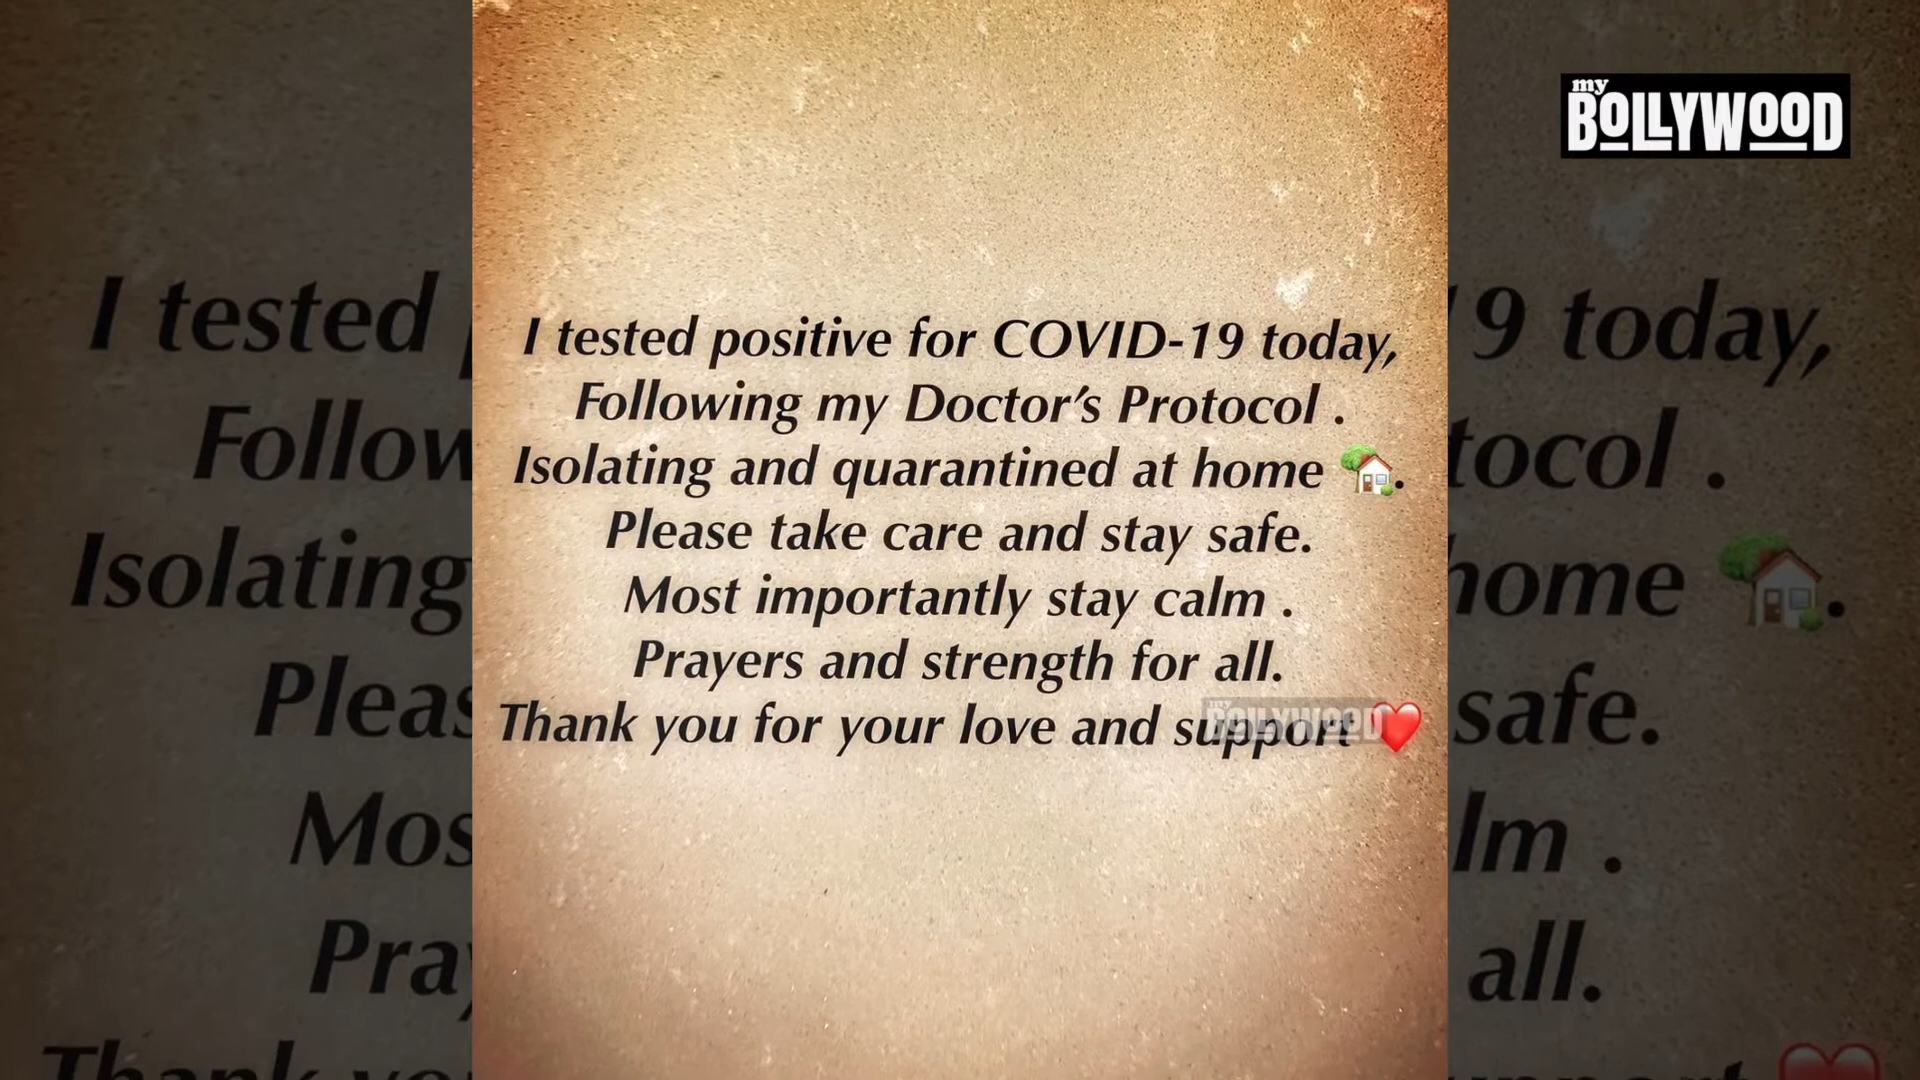 my
BOLLYWOOD
I tested positive for COVID-19 today,
Following my Doctor’s Protocol .
Isolating and quarantined at home 🏡.
Please take care and stay safe.
Most importantly stay calm .
Prayers and strength for all.
Thank you for your love and support ❤️